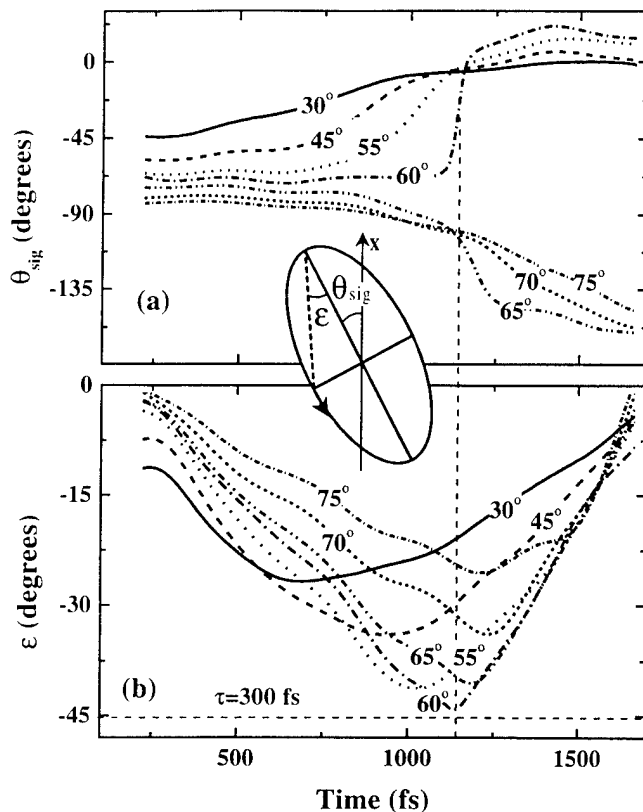 0
-45
-90
-135
θsig (degrees)
30°
45°
55°
60°
75°
70°
65°
(a)
x
θsig
ε
0
-15
-30
-45
ε (degrees)
75°
70°
30°
45°
65°
55°
60°
(b)
τ=300 fs
500
1000
1500
Time (fs)